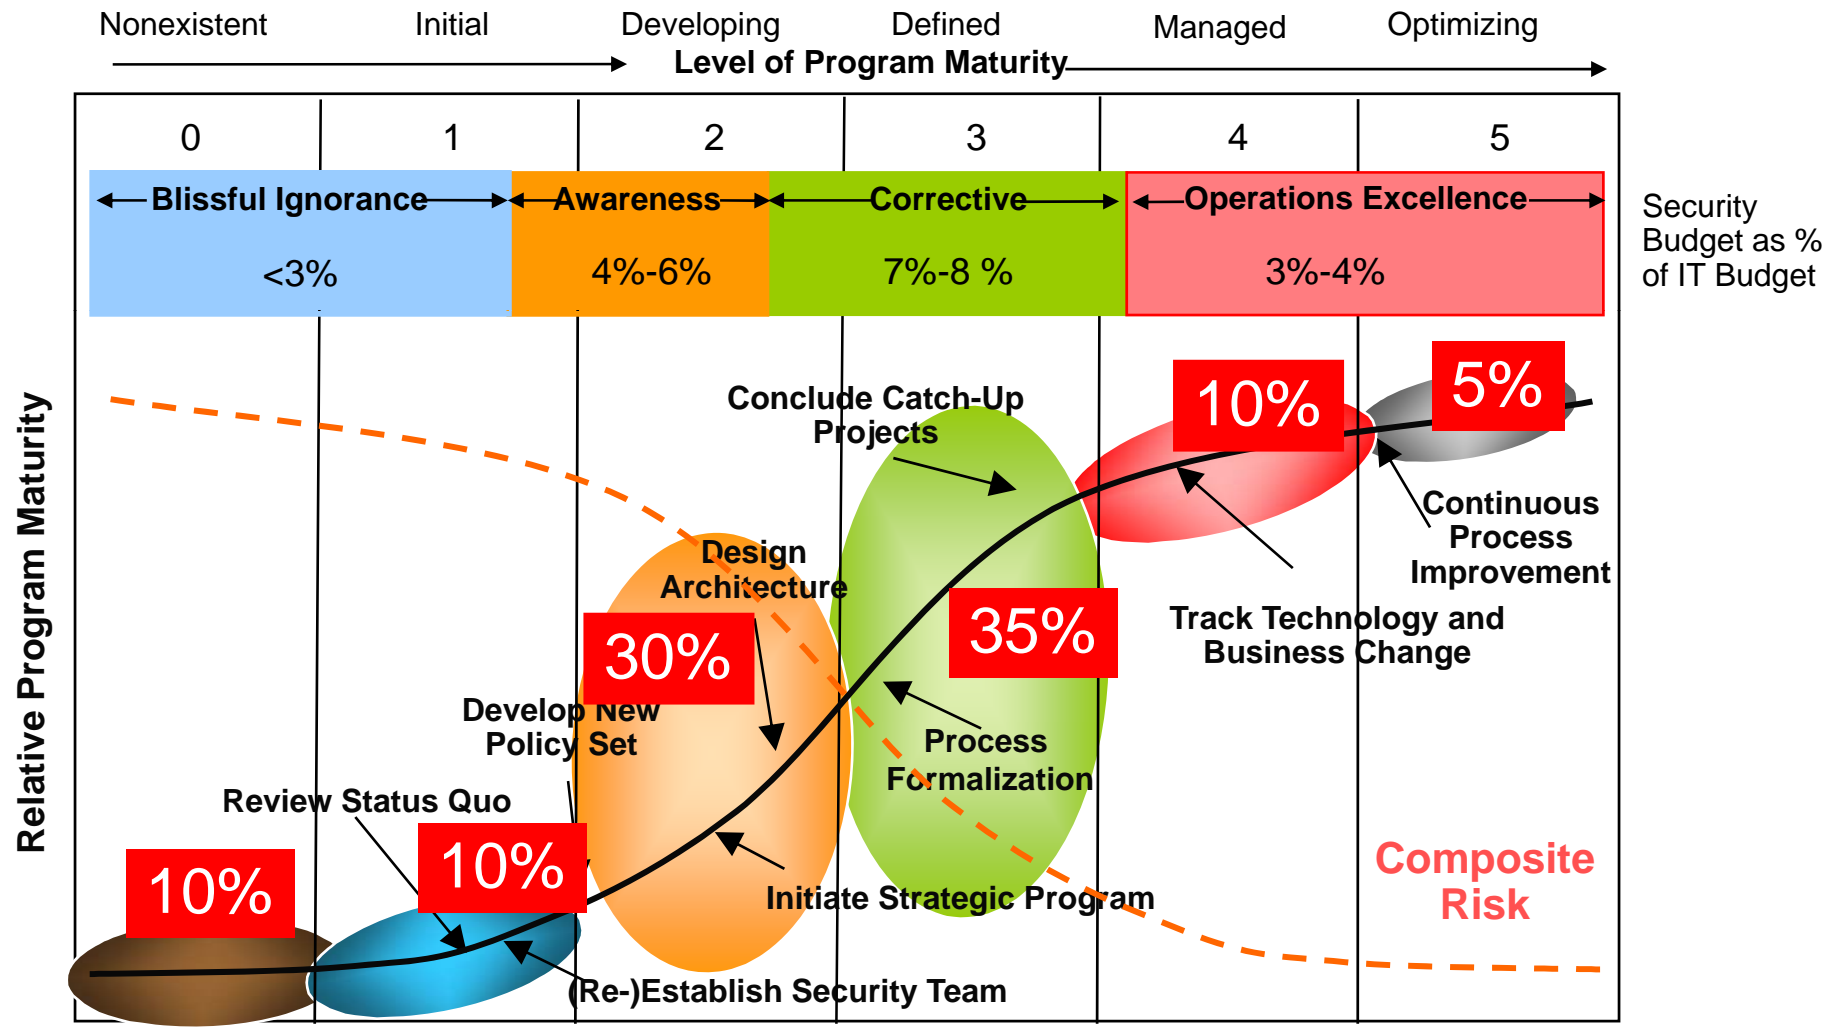 Nonexistent
Initial
Developing
Defined
Managed
Optimizing
Level of Program Maturity
0
1
2
3
4
5
Blissful Ignorance
Awareness
Corrective
Operations Excellence
<3%
4%-6%
7%-8 %
3%-4%
Security
Budget as %
of IT Budget
Relative Program Maturity
5%
10%
Conclude Catch-Up
Projects
Continuous
Process
Improvement
Design
Architecture
35%
Track Technology and
Business Change
30%
Develop New
Policy Set
Process
Formalization
Review Status Quo
10%
10%
Composite
Risk
Initiate Strategic Program
(Re-)Establish Security Team